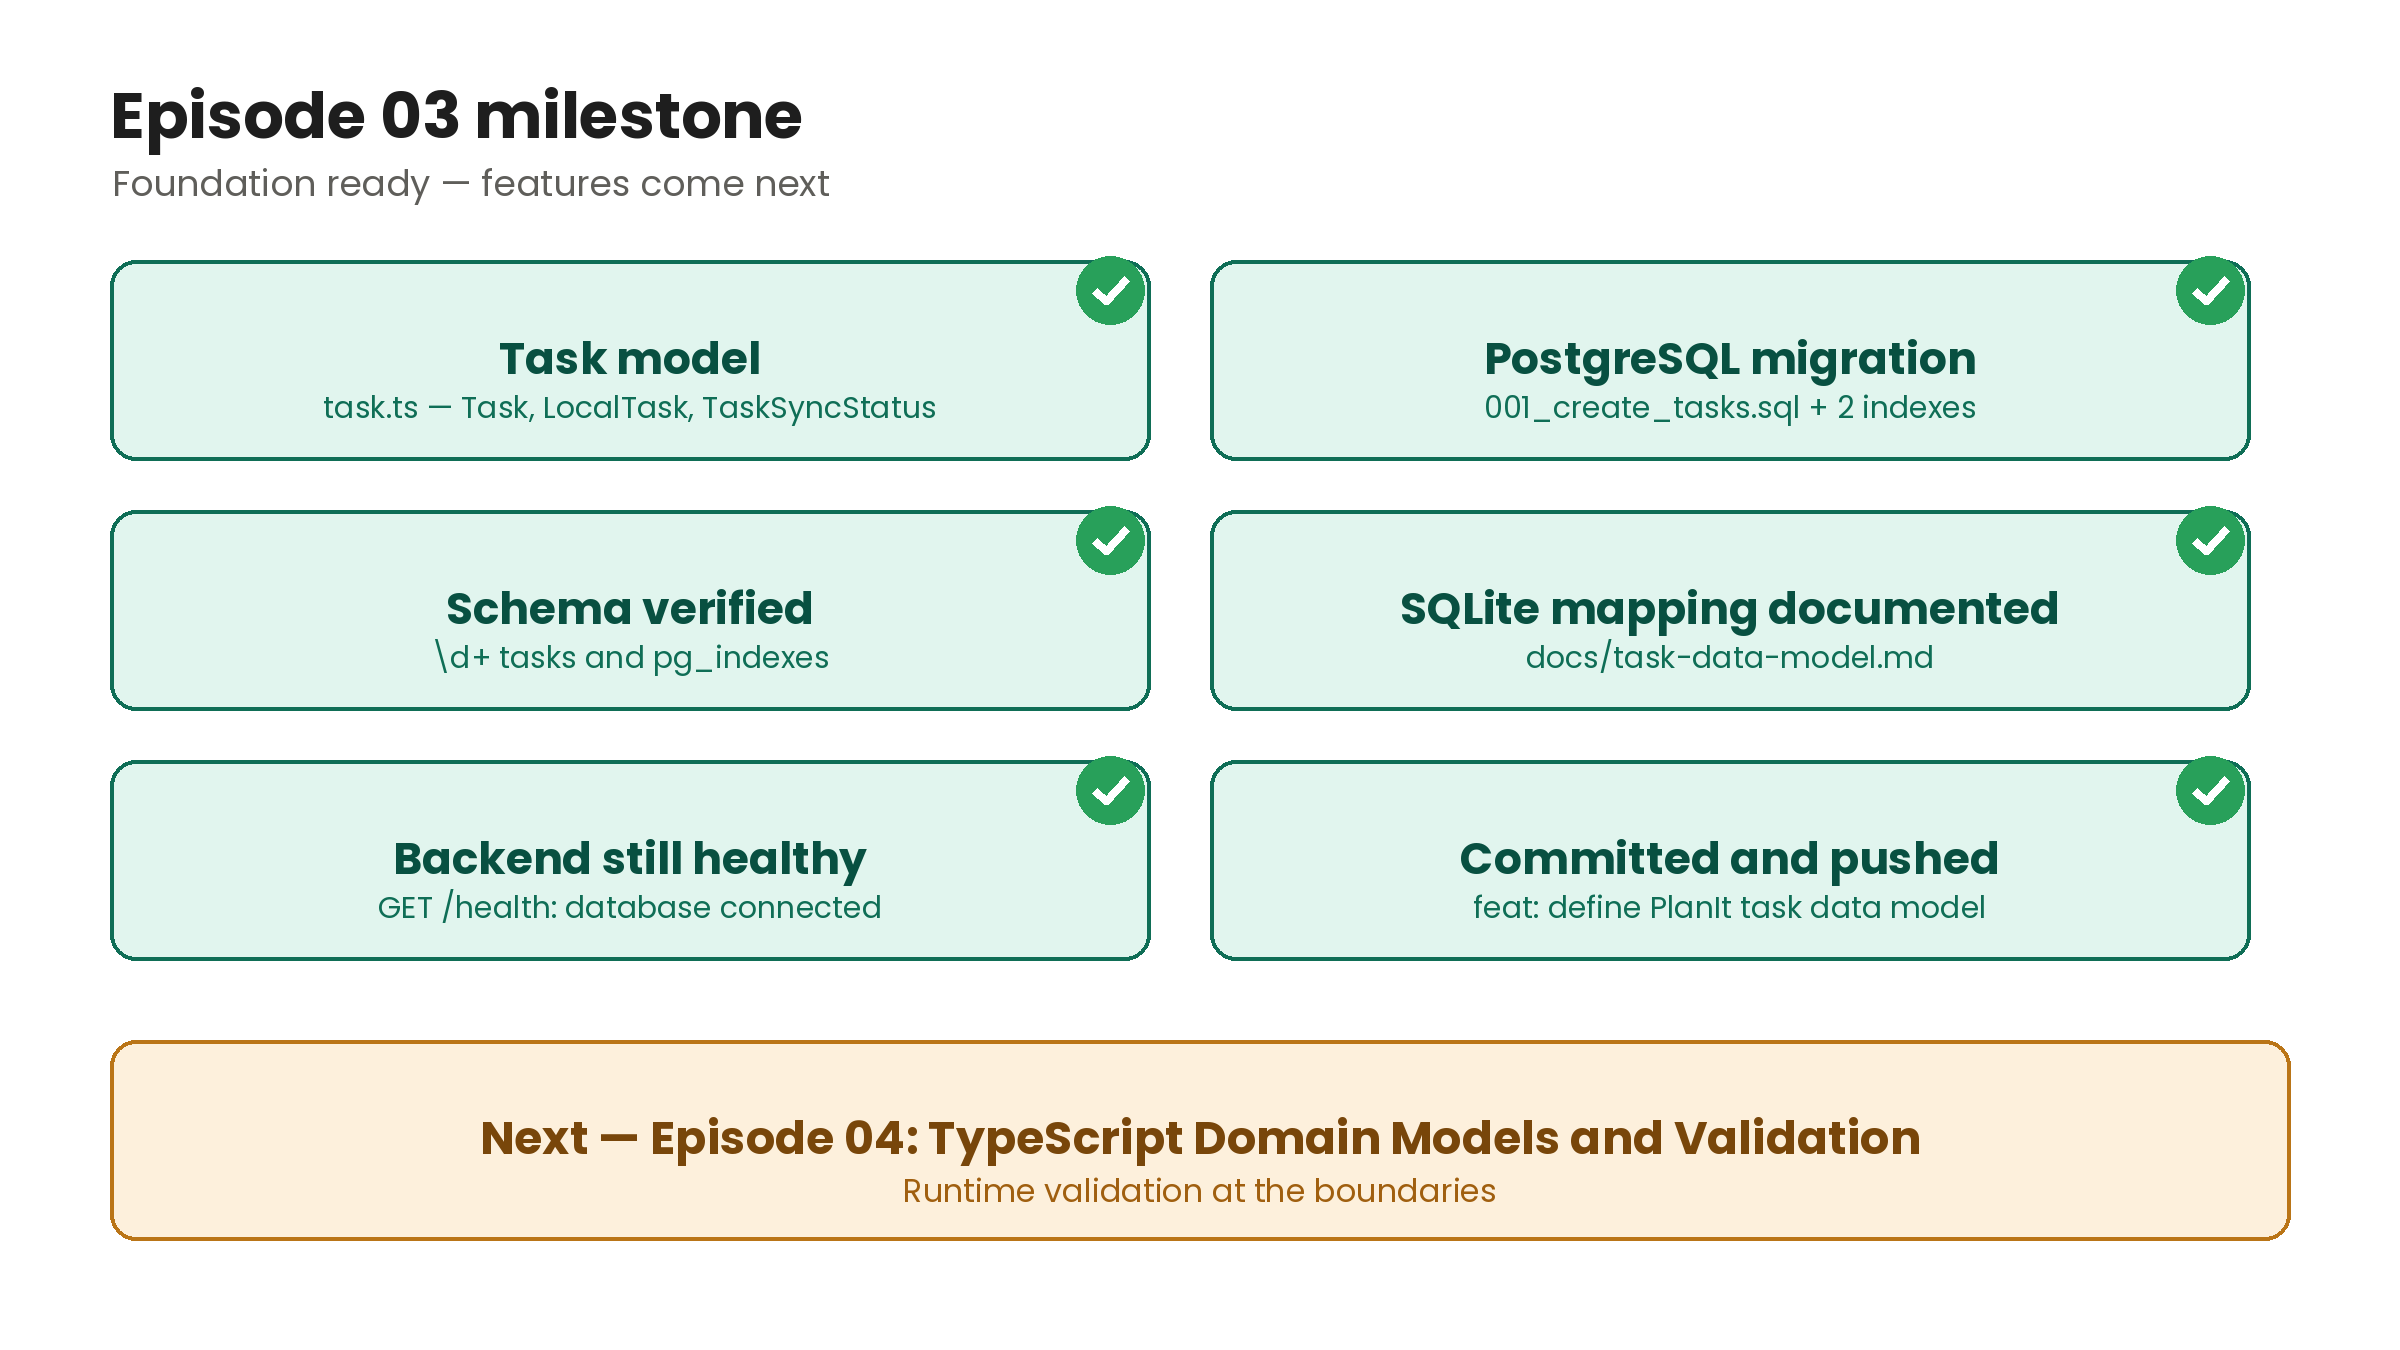 Episode 03 milestone
Foundation ready — features come next
Task model
task.ts — Task, LocalTask, TaskSyncStatus
PostgreSQL migration
001_create_tasks.sql + 2 indexes
Schema verified
\d+ tasks and pg_indexes
SQLite mapping documented
docs/task-data-model.md
Backend still healthy
GET /health: database connected
Committed and pushed
feat: define PlanIt task data model
Next — Episode 04: TypeScript Domain Models and Validation
Runtime validation at the boundaries